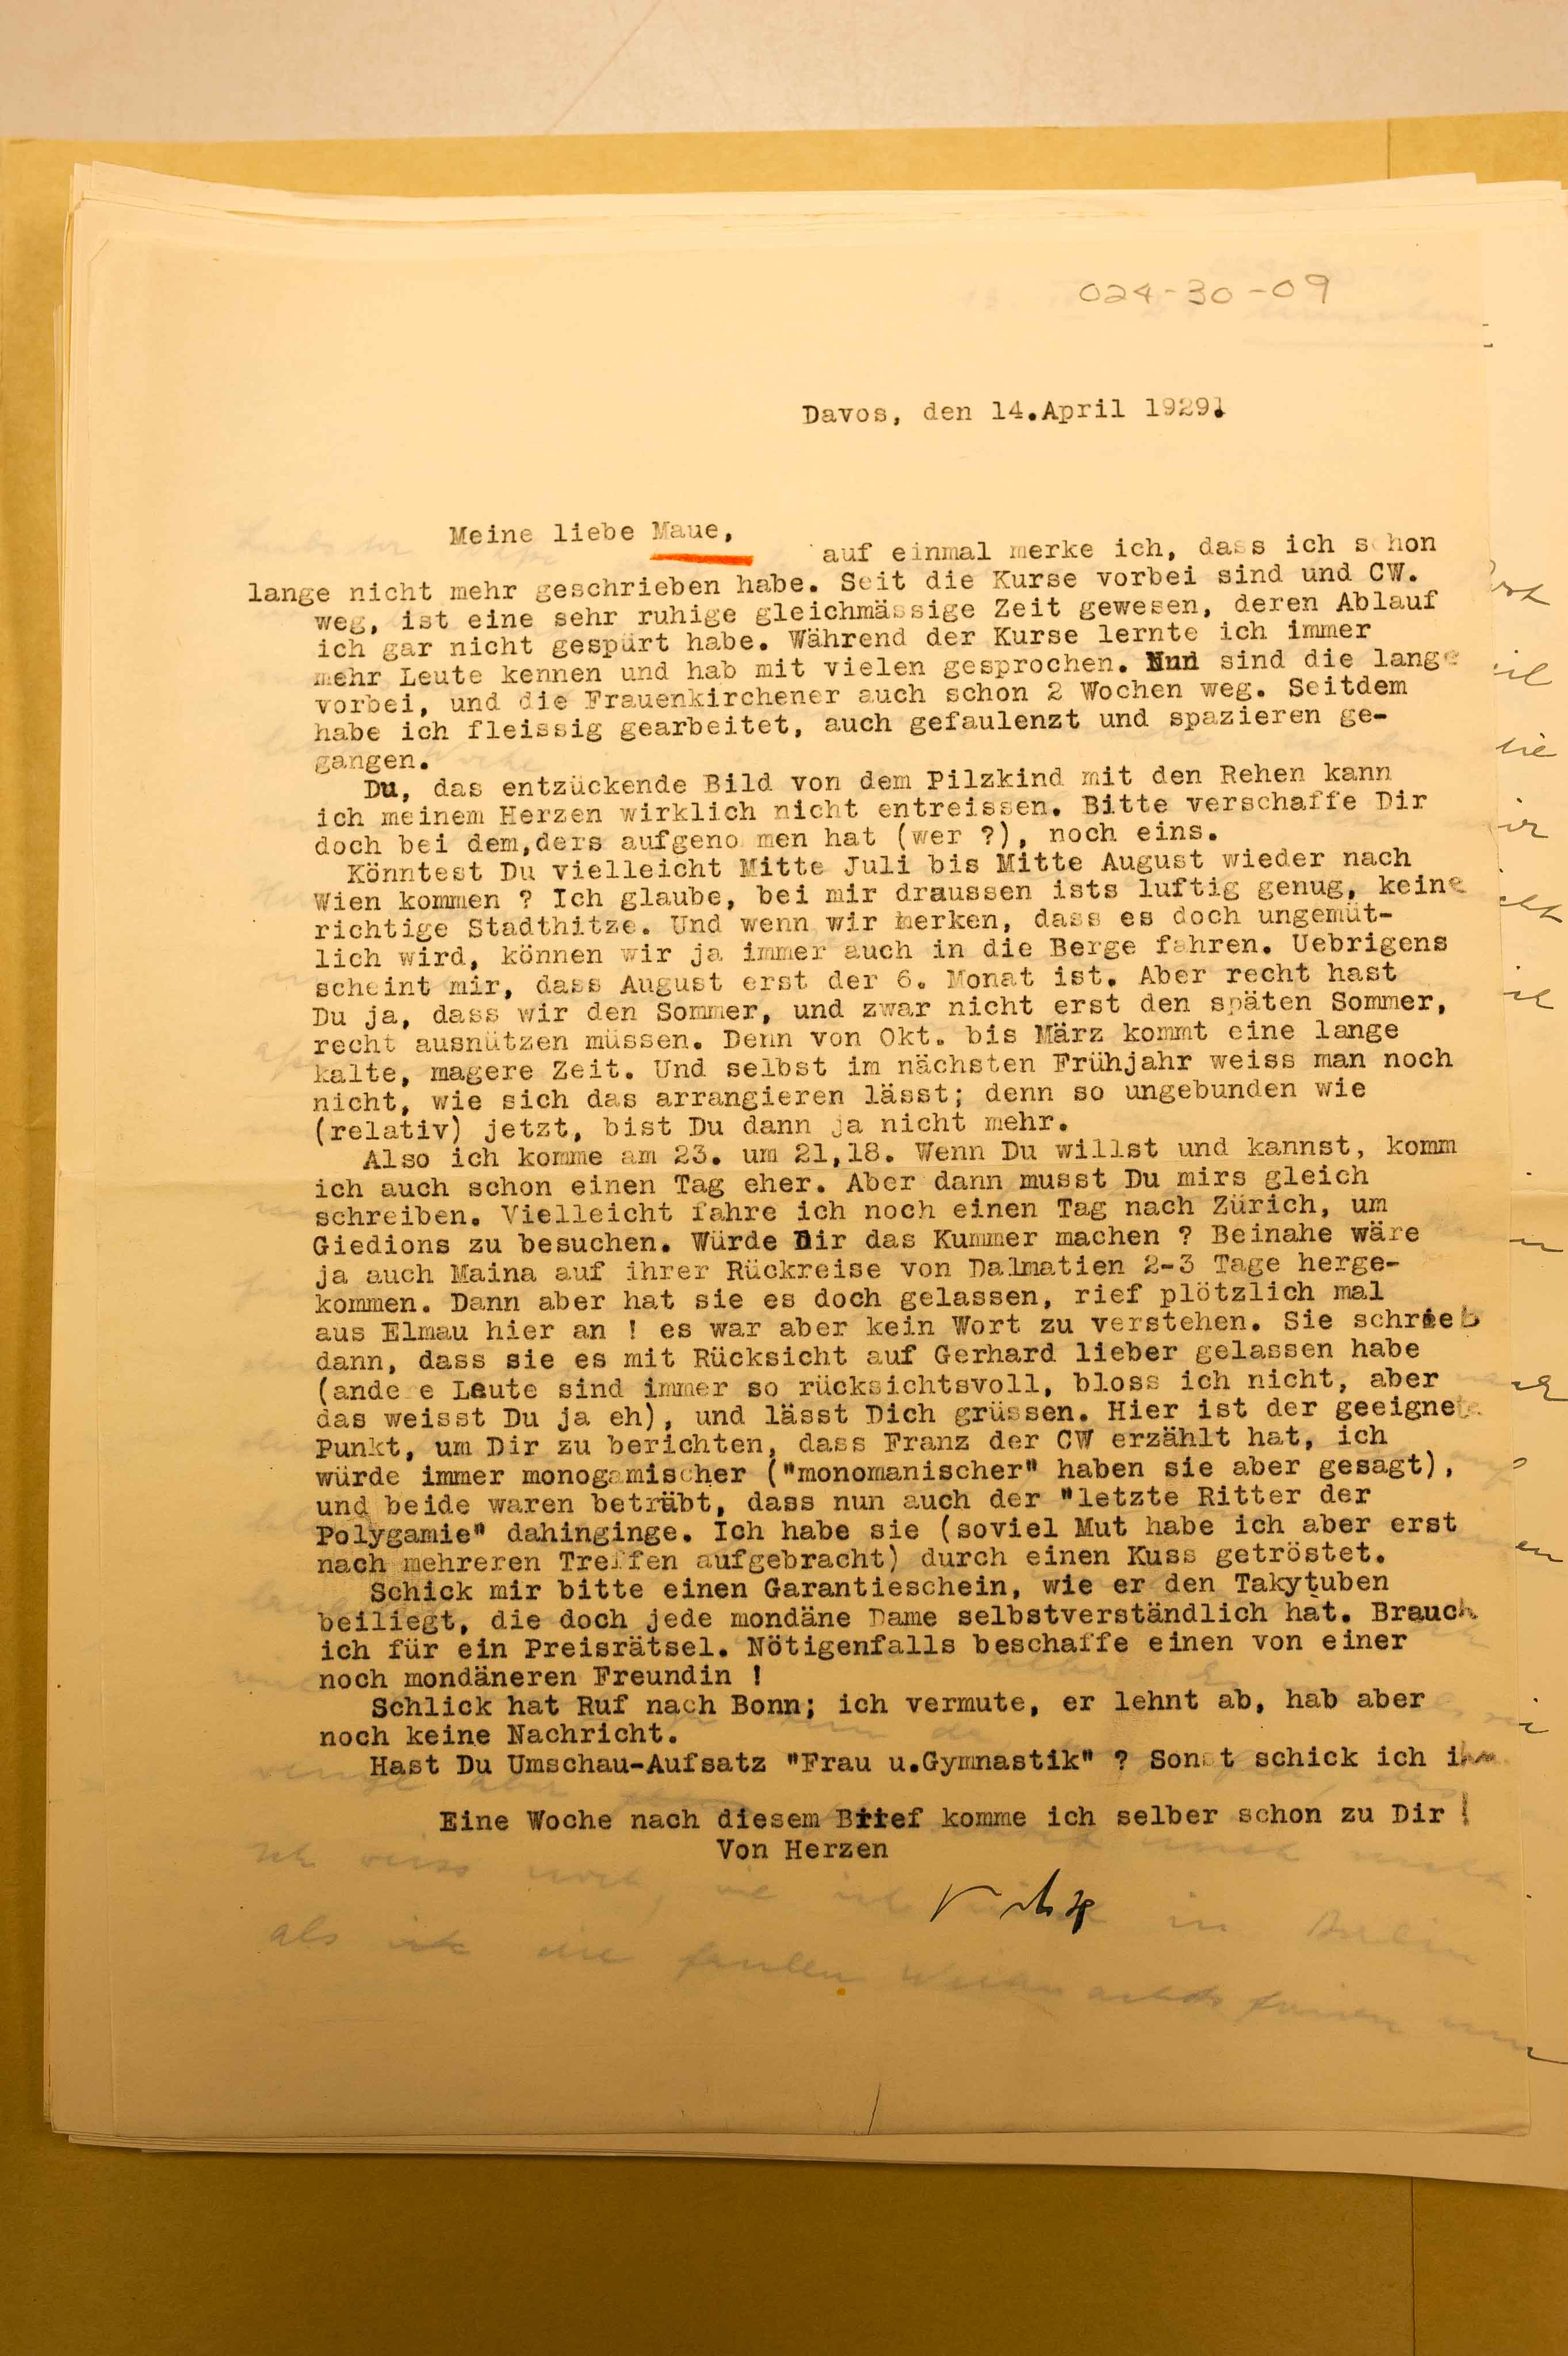 024-30-09
Davos, den 14.April 1929.
Meine liebe Maue,
auf einmal merke ich, dass ich schon
lange nicht mehr geschrieben habe. Seit die Kurse vorbei sind und CW.
weg, ist eine sehr ruhige gleichmässige Zeit gewesen, deren Ablauf
ich gar nicht gespürt habe. Während der Kurse lernte ich immer
mehr Leute kennen und hab mit vielen gesprochen. Nun sind die lange
vorbei, und die Frauenkirchener auch schon 2 Wochen weg. Seitdem
habe ich fleissig gearbeitet, auch gefaulenzt und spazieren ge-
gangen.
Du, das entzückende Bild von dem Pilzkind mit den Rehen kann
ich meinem Herzen wirklich nicht entreissen. Bitte verschaffe Dir
doch bei dem,ders aufgeno men hat (wer ?), noch eins.
Könntest Du vielleicht Mitte Juli bis Mitte August wieder nach
Wien kommen ? Ich glaube, bei mir draussen ists luftig genug, keine
richtige Stadthitze. Und wenn wir merken, dass es doch ungemüt-
lich wird, können wir ja immer auch in die Berge fahren. Uebrigens
scheint mir, dass August erst der 6. Monat ist. Aber recht hast
Du ja, dass wir den Sommer, und zwar nicht erst den späten Sommer,
recht ausnützen müssen. Denn von Okt. bis März kommt eine lange
kalte, magere Zeit. Und selbst im nächsten Frühjahr weiss man noch
nicht, wie sich das arrangieren lässt; denn so ungebunden wie
(relativ) jetzt, bist Du dann ja nicht mehr.
Also ich komme am 23. um 21,18. Wenn Du willst und kannst, komm
ich auch schon einen Tag eher. Aber dann musst Du mirs gleich
schreiben. Vielleicht fahre ich noch einen Tag nach Zürich, um
Giedions zu besuchen. Würde Dir das Kummer machen ? Beinahe wäre
ja auch Maina auf ihrer Rückreise von Dalmatien 2-3 Tage herge-
kommen. Dann aber hat sie es doch gelassen, rief plötzlich mal
aus Elmau hier an ! es war aber kein Wort zu verstehen. Sie schrieb
dann, dass sie es mit Rücksicht auf Gerhard lieber gelassen habe
(ande e Leute sind immer so rücksichtsvoll, bloss ich nicht, aber
das weisst Du ja eh), und lässt Dich grüssen. Hier ist der geeignete
Punkt, um Dir zu berichten, dass Franz der CW erzählt hat, ich
würde immer monogamischer ("monomanischer" haben sie aber gesagt),
und beide waren betrübt, dass nun auch der "letzte Ritter der
Polygamie" dahinginge. Ich habe sie (soviel Mut habe ich aber erst
nach mehreren Treffen aufgebracht) durch einen Kuss getröstet.
Schick mir bitte einen Garantieschein, wie er den Takytuben
beiliegt, die doch jede mondäne Dame selbstverständlich hat. Brauch
ich für ein Preisrätsel. Nötigenfalls beschaffe einen von einer
noch mondäneren Freundin !
Schlick hat Ruf nach Bonn; ich vermute, er lehnt ab, hab aber
noch keine Nachricht.
Hast Du Umschau-Aufsatz "Frau u.Gymnastik" ? Sonst schick ich ihn.
Eine Woche nach diesem Brief komme ich selber schon zu Dir !
Von Herzen